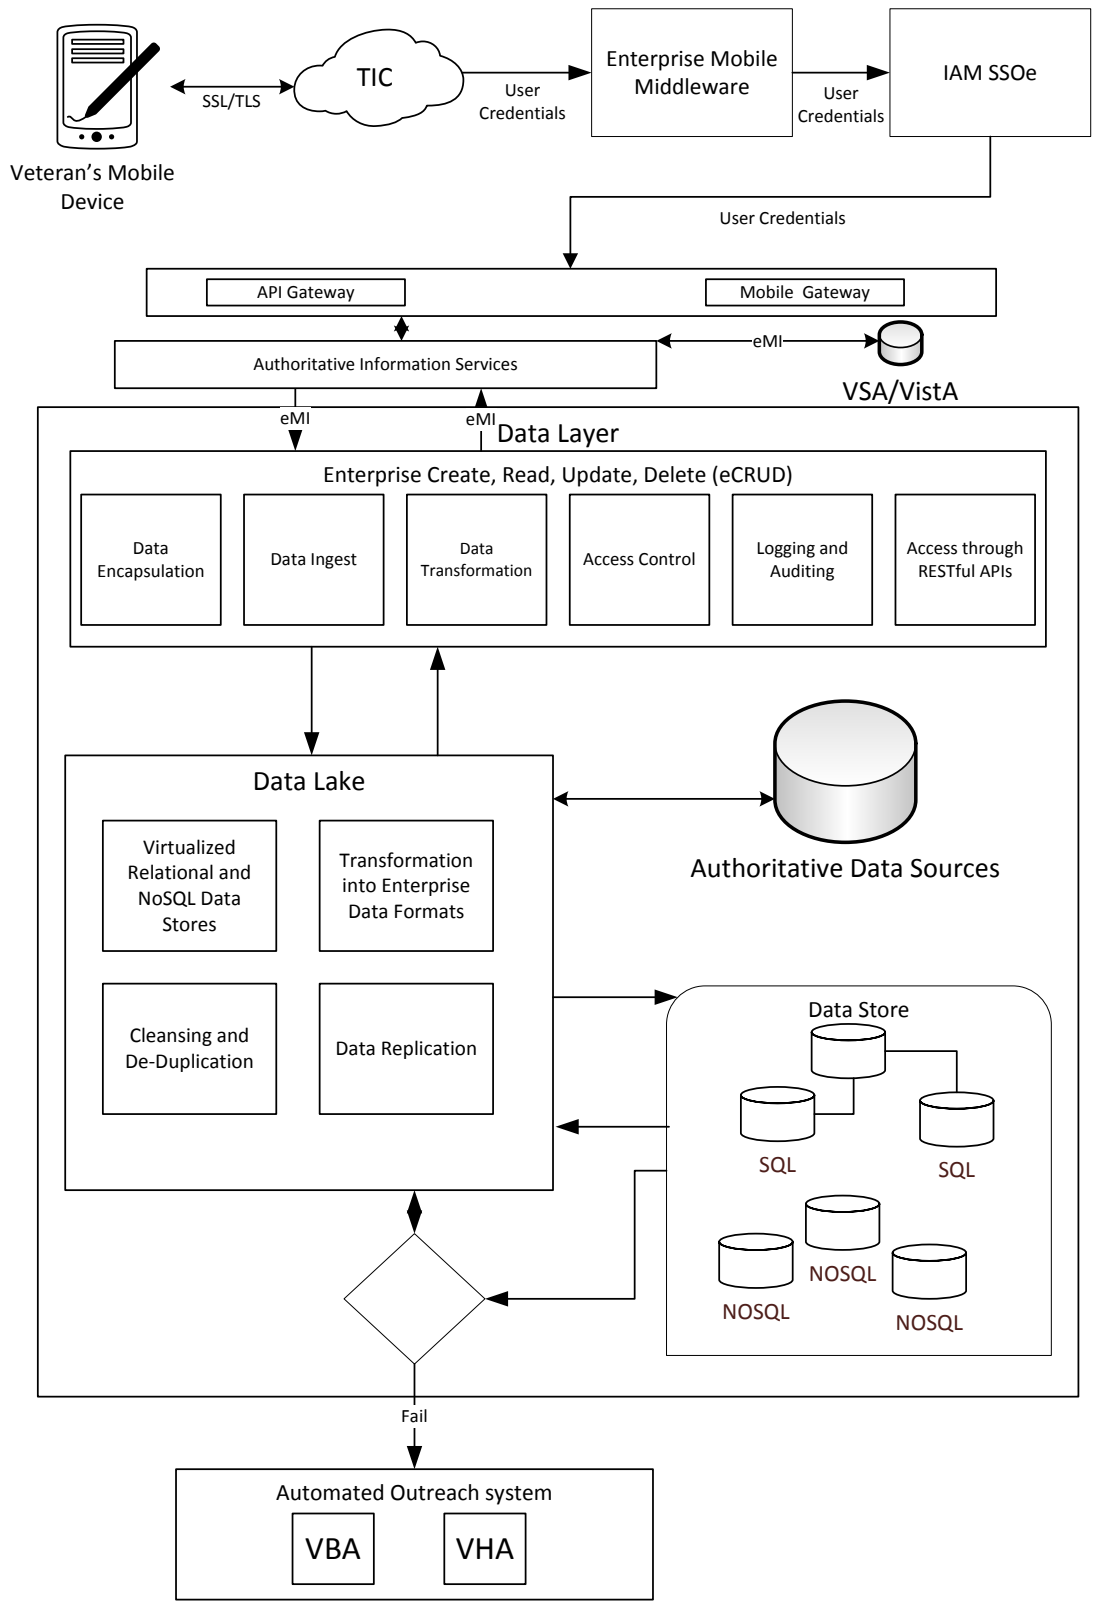 TIC
Enterprise Mobile
Middleware
IAM SSOe
SSL/TLS
User
Credentials
User
Credentials
Veteran's Mobile
Device
User Credentials
API Gateway
Mobile Gateway
Authoritative Information Services
eMI
VSA/VistA
eMI
eMI
Data Layer
Enterprise Create, Read, Update, Delete (eCRUD)
Data
Encapsulation
Data Ingest
Data
Transformation
Access Control
Logging and
Auditing
Access through
RESTful APIs
Data Lake
Virtualized
Relational and
NoSQL Data
Stores
Transformation
into Enterprise
Data Formats
Authoritative Data Sources
Cleansing and
De-Duplication
Data Replication
Data Store
SQL
SQL
NOSQL
NOSQL
NOSQL
Fail
Automated Outreach system
VBA
VHA